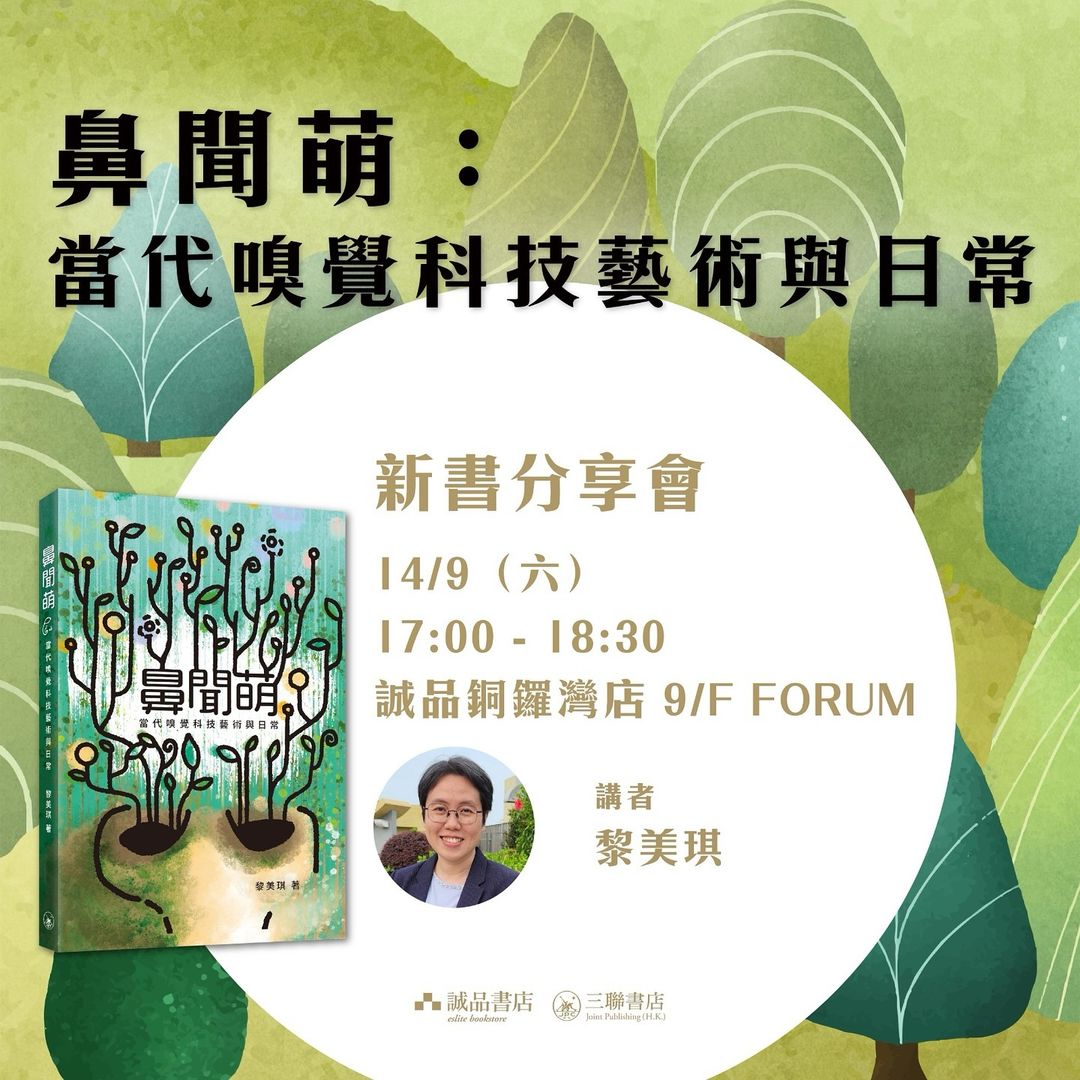 鼻聞萌：
當代嗅覺科技藝術與日常
新書分享會
14/9（六）
17:00 - 18:30
誠品銅鑼灣店 9/F FORUM
講者
黎美琪
鼻聞萌
當代嗅覺科技藝術與日常
黎美琪 著
鼻聞萌
當代嗅覺科技藝術與日常
黎美琪 著
誠品書店
eslite bookstore
三聯書店
Joint Publishing (H.K.)